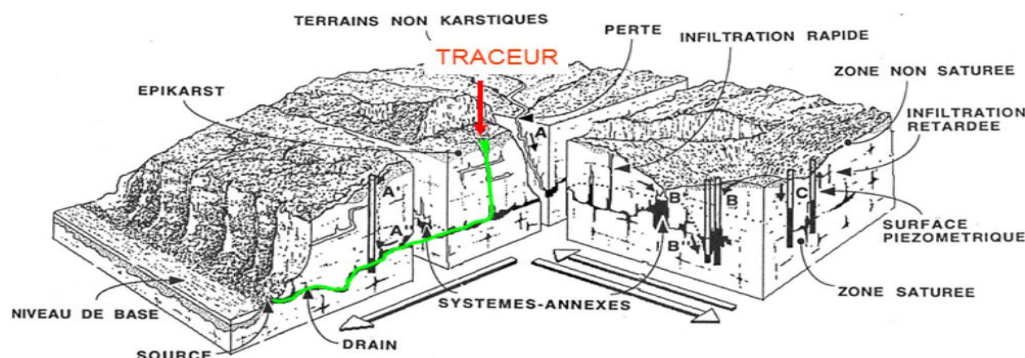 TERRAINS NON KARSTIQUES
TRACEUR
PERTE
INFILTRATION RAPIDE
ZONE NON SATUREE
EPIKARST
INFILTRATION
RETARDEE
A
A'
A''
B
B
B'
B''
C
SURFACE
PIEZOMETRIQUE
NIVEAU DE BASE
SYSTEMES-ANNEXES
ZONE SATUREE
DRAIN
SOURCE